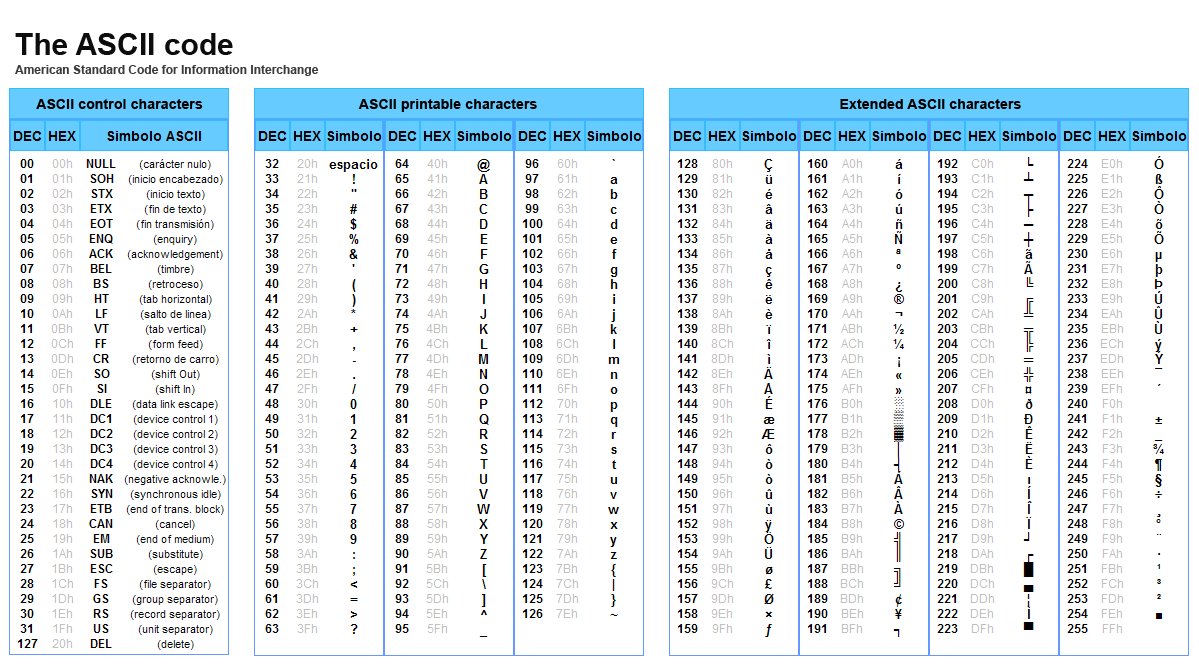 The ASCII code
American Standard Code for Information Interchange
ASCII control characters
DEC HEX Simbolo ASCII
00 00h NULL (carácter nulo)
01 01h SOH (inicio encabezado)
02 02h STX (inicio texto)
03 03h ETX (fin de texto)
04 04h EOT (fin transmisión)
05 05h ENQ (enquiry)
06 06h ACK (acknowledgement)
07 07h BEL (timbre)
08 08h BS (retroceso)
09 09h HT (tab horizontal)
10 0Ah LF (salto de linea)
11 0Bh VT (tab vertical)
12 0Ch FF (form feed)
13 0Dh CR (retorno de carro)
14 0Eh SO (shift Out)
15 0Fh SI (shift In)
16 10h DLE (data link escape)
17 11h DC1 (device control 1)
18 12h DC2 (device control 2)
19 13h DC3 (device control 3)
20 14h DC4 (device control 4)
21 15h NAK (negative acknowle.)
22 16h SYN (synchronous idle)
23 17h ETB (end of trans. block)
24 18h CAN (cancel)
25 19h EM (end of medium)
26 1Ah SUB (substitute)
27 1Bh ESC (escape)
28 1Ch FS (file separator)
29 1Dh GS (group separator)
30 1Eh RS (record separator)
31 1Fh US (unit separator)
127 20h DEL (delete)
ASCII printable characters
DEC HEX Simbolo DEC HEX Simbolo DEC HEX Simbolo
32 20h espacio 64 40h @ 96 60h `
33 21h ! 65 41h A 97 61h a
34 22h " 66 42h B 98 62h b
35 23h # 67 43h C 99 63h c
36 24h $ 68 44h D 100 64h d
37 25h % 69 45h E 101 65h e
38 26h & 70 46h F 102 66h f
39 27h ' 71 47h G 103 67h g
40 28h ( 72 48h H 104 68h h
41 29h ) 73 49h I 105 69h i
42 2Ah * 74 4Ah J 106 6Ah j
43 2Bh + 75 4Bh K 107 6Bh k
44 2Ch , 76 4Ch L 108 6Ch l
45 2Dh - 77 4Dh M 109 6Dh m
46 2Eh . 78 4Eh N 110 6Eh n
47 2Fh / 79 4Fh O 111 6Fh o
48 30h 0 80 50h P 112 70h p
49 31h 1 81 51h Q 113 71h q
50 32h 2 82 52h R 114 72h r
51 33h 3 83 53h S 115 73h s
52 34h 4 84 54h T 116 74h t
53 35h 5 85 55h U 117 75h u
54 36h 6 86 56h V 118 76h v
55 37h 7 87 57h W 119 77h w
56 38h 8 88 58h X 120 78h x
57 39h 9 89 59h Y 121 79h y
58 3Ah : 90 5Ah Z 122 7Ah z
59 3Bh ; 91 5Bh [ 123 7Bh {
60 3Ch < 92 5Ch \ 124 7Ch |
61 3Dh = 93 5Dh ] 125 7Dh }
62 3Eh > 94 5Eh ^ 126 7Eh ~
63 3Fh ? 95 5Fh _
Extended ASCII characters
DEC HEX Simbolo DEC HEX Simbolo DEC HEX Simbolo DEC HEX Simbolo
128 80h Ç 160 A0h á 192 C0h └ 224 E0h Ó
129 81h ü 161 A1h í 193 C1h ┴ 225 E1h ß
130 82h é 162 A2h ó 194 C2h ┬ 226 E2h Ô
131 83h â 163 A3h ú 195 C3h ├ 227 E3h Ò
132 84h ä 164 A4h ñ 196 C4h ─ 228 E4h õ
133 85h à 165 A5h Ñ 197 C5h ┼ 229 E5h Õ
134 86h å 166 A6h ª 198 C6h ã 230 E6h µ
135 87h ç 167 A7h º 199 C7h Ã 231 E7h þ
136 88h ê 168 A8h ¿ 200 C8h ╚ 232 E8h Þ
137 89h ë 169 A9h ® 201 C9h ╔ 233 E9h Ú
138 8Ah è 170 AAh ¬ 202 CAh ╩ 234 EAh Û
139 8Bh ï 171 ABh ½ 203 CBh ╦ 235 EBh Ù
140 8Ch î 172 ACh ¼ 204 CCh ╠ 236 ECh ý
141 8Dh ì 173 ADh ¡ 205 CDh ═ 237 EDh Ý
142 8Eh Ä 174 AEh « 206 CEh ╬ 238 EEh ¯
143 8Fh Å 175 AFh » 207 CFh ¤ 239 EFh ´
144 90h É 176 B0h ░ 208 D0h ð 240 F0h
145 91h æ 177 B1h ▒ 209 D1h Ð 241 F1h ±
146 92h Æ 178 B2h ▓ 210 D2h Ê 242 F2h _
147 93h ô 179 B3h │ 211 D3h Ë 243 F3h ¾
148 94h ò 180 B4h ┤ 212 D4h È 244 F4h ¶
149 95h ò 181 B5h Á 213 D5h ı 245 F5h §
150 96h û 182 B6h Â 214 D6h Í 246 F6h ÷
151 97h ù 183 B7h À 215 D7h Î 247 F7h ¸
152 98h ÿ 184 B8h © 216 D8h Ï 248 F8h °
153 99h Ö 185 B9h ╣ 217 D9h ┘ 249 F9h ¨
154 9Ah Ü 186 BAh ║ 218 DAh ┌ 250 FAh ·
155 9Bh ø 187 BBh ╗ 219 DBh █ 251 FBh ¹
156 9Ch £ 188 BCh ╝ 220 DCh ▄ 252 FCh ³
157 9Dh Ø 189 BDh ¢ 221 DDh ¦ 253 FDh ²
158 9Eh × 190 BEh ¥ 222 DEh Ì 254 FEh ■
159 9Fh ƒ 191 BFh ┐ 223 DFh ▀ 255 FFh